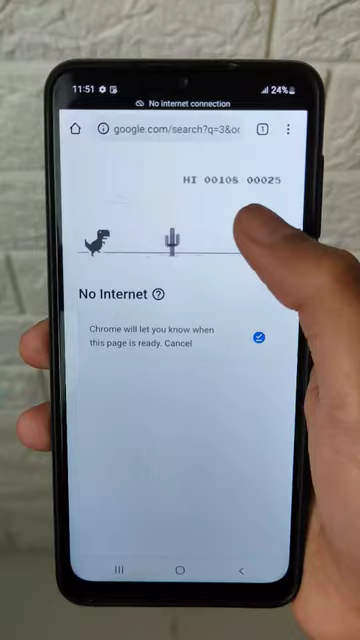 11:51 24%
No internet connection
google.com/search?q=3&o
1
HI 00108 00025
No Internet
Chrome will let you know when
this page is ready. Cancel